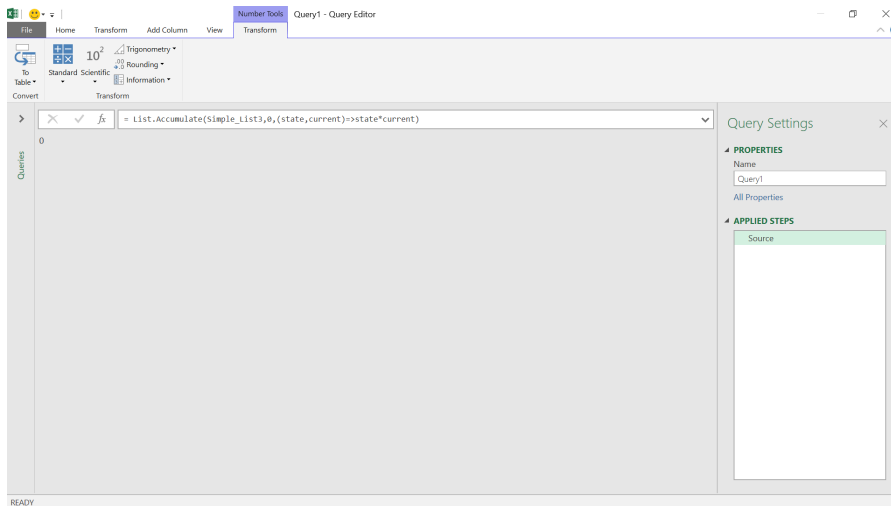 Number Tools Query1 - Query Editor
File Home Transform Add Column View Transform
To Table
Standard Scientific
10²
Trigonometry
.00 Rounding
Information
Convert Transform
fx = List.Accumulate(Simple_List3,0,(state,current)=>state*current)
0
Queries
Query Settings
PROPERTIES
Name
Query1
All Properties
APPLIED STEPS
Source
READY